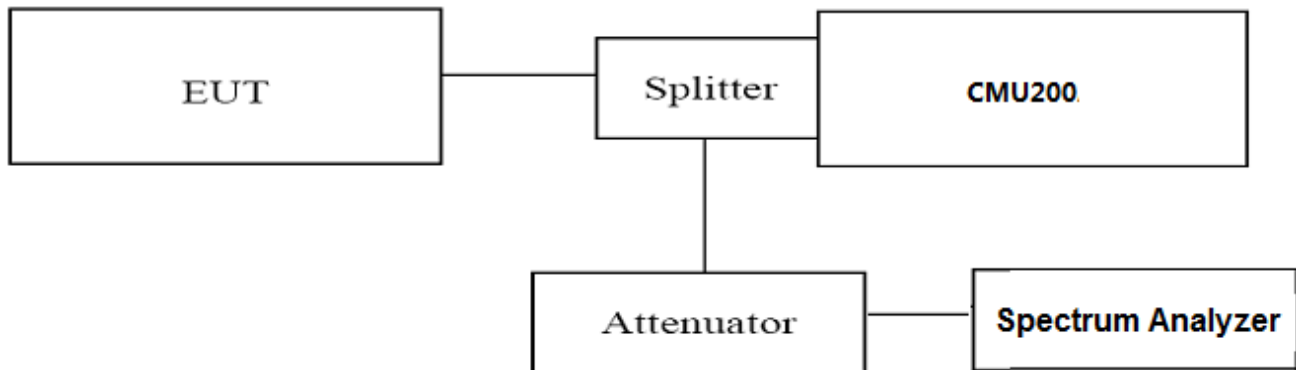 EUT
Splitter
CMU200.
Attenuator
Spectrum Analyzer